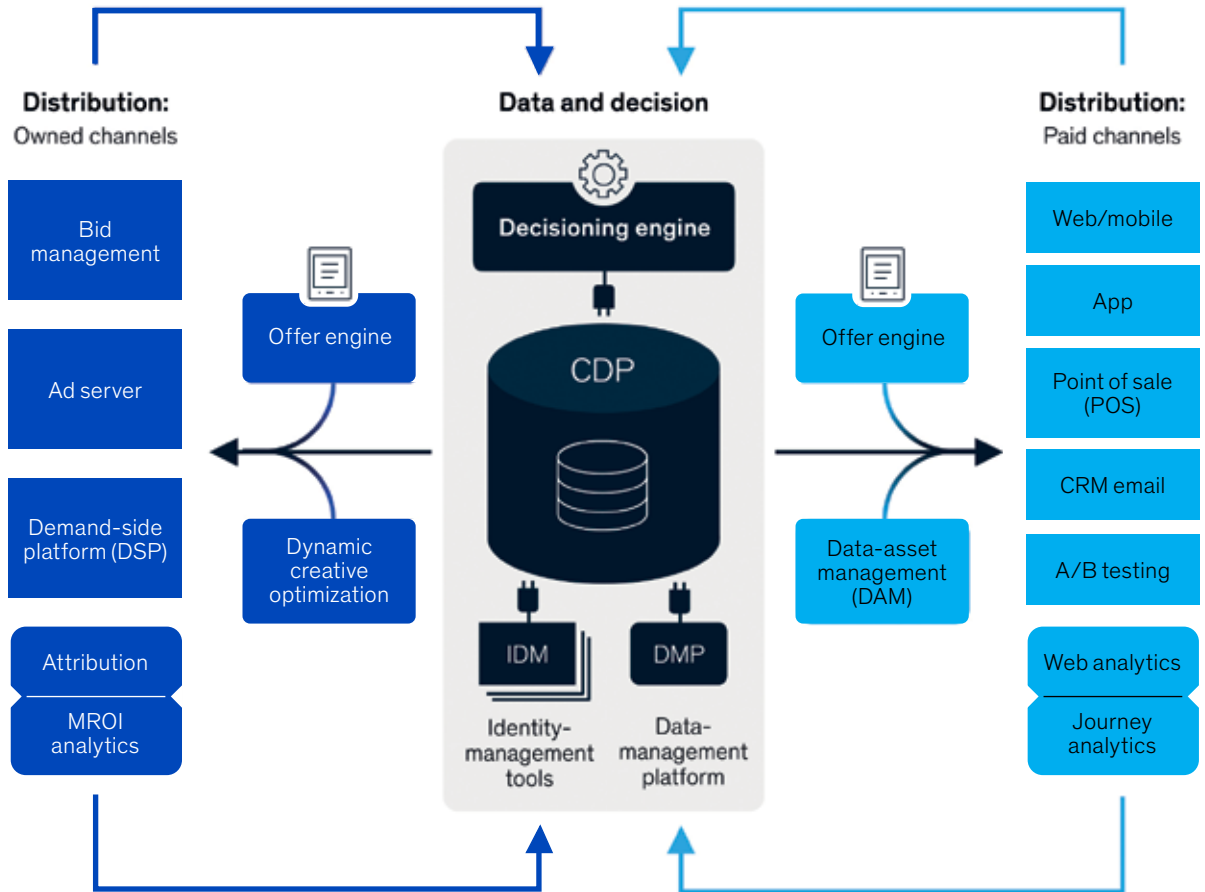 Distribution:
Owned channels
Bid
management
Ad server
Demand-side
platform (DSP)
Attribution
MROI
analytics
Offer engine
Dynamic
creative
optimization
Data and decision
Decisioning engine
CDP
IDM
Identity-
management
tools
DMP
Data-
management
platform
Offer engine
Data-asset
management
(DAM)
Distribution:
Paid channels
Web/mobile
App
Point of sale
(POS)
CRM email
A/B testing
Web analytics
Journey
analytics